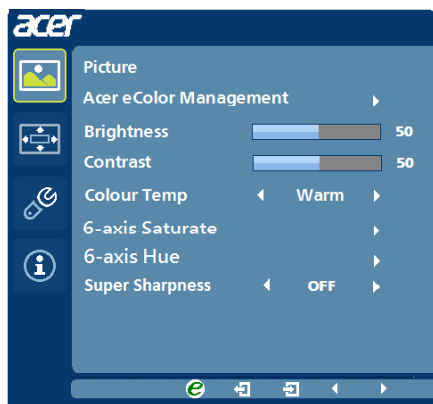 acer
Picture
Acer eColor Management
Brightness 50
Contrast 50
Colour Temp Warm
6-axis Saturate
6-axis Hue
Super Sharpness OFF
e